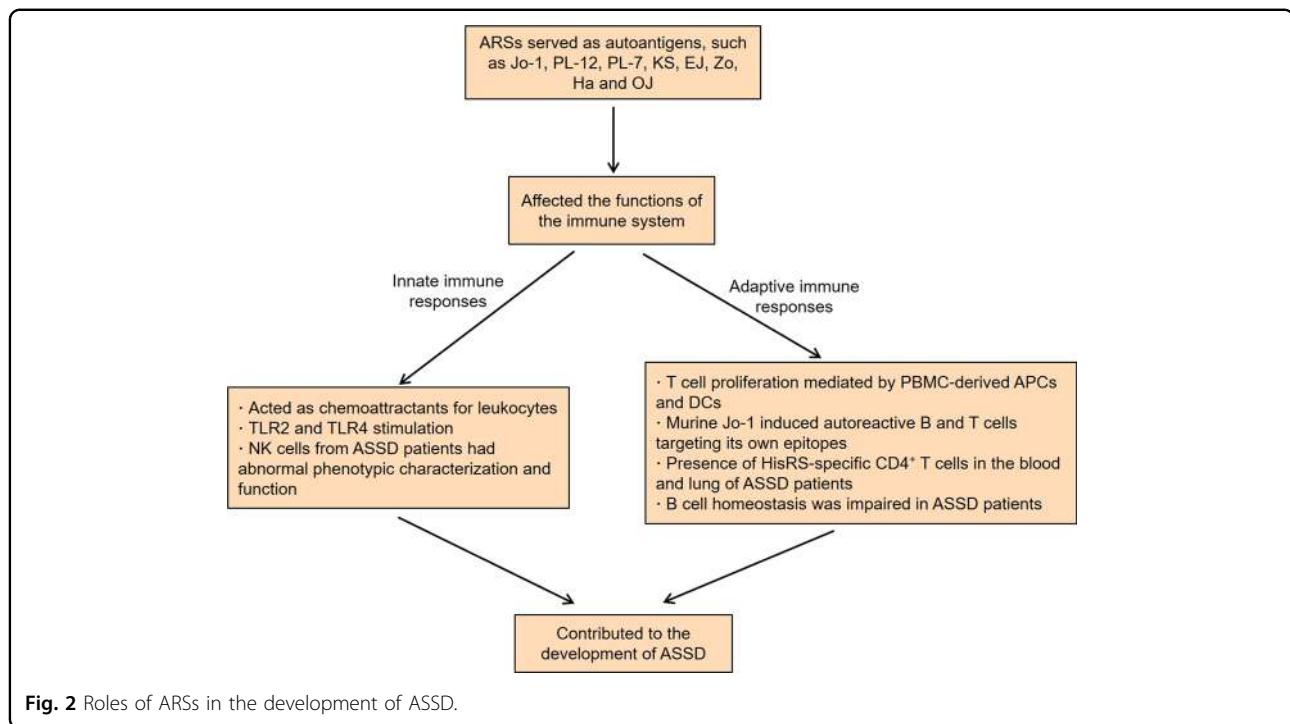 ARSs served as autoantigens, such
as Jo-1, PL-12, PL-7, KS, EJ, Zo,
Ha and OJ
Affected the functions of
the immune system
Innate immune
responses
Adaptive immune
responses
· Acted as chemoattractants for leukocytes
· TLR2 and TLR4 stimulation
· NK cells from ASSD patients had
abnormal phenotypic characterization and
function
· T cell proliferation mediated by PBMC-derived APCs
and DCs
· Murine Jo-1 induced autoreactive B and T cells
targeting its own epitopes
· Presence of HisRS-specific CD4⁺ T cells in the blood
and lung of ASSD patients
· B cell homeostasis was impaired in ASSD patients
Contributed to the
development of ASSD
Fig. 2 Roles of ARSs in the development of ASSD.